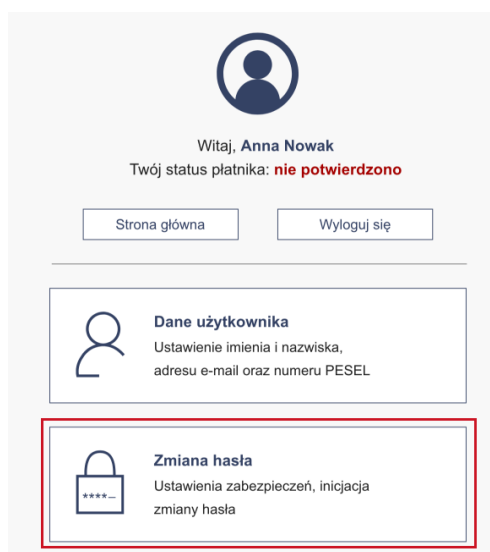 Witaj, Anna Nowak
Twój status płatnika: nie potwierdzono
Strona główna
Wyloguj się
Dane użytkownika
Ustawienie imienia i nazwiska,
adresu e-mail oraz numeru PESEL
Zmiana hasła
Ustawienia zabezpieczeń, inicjacja
zmiany hasła
****–